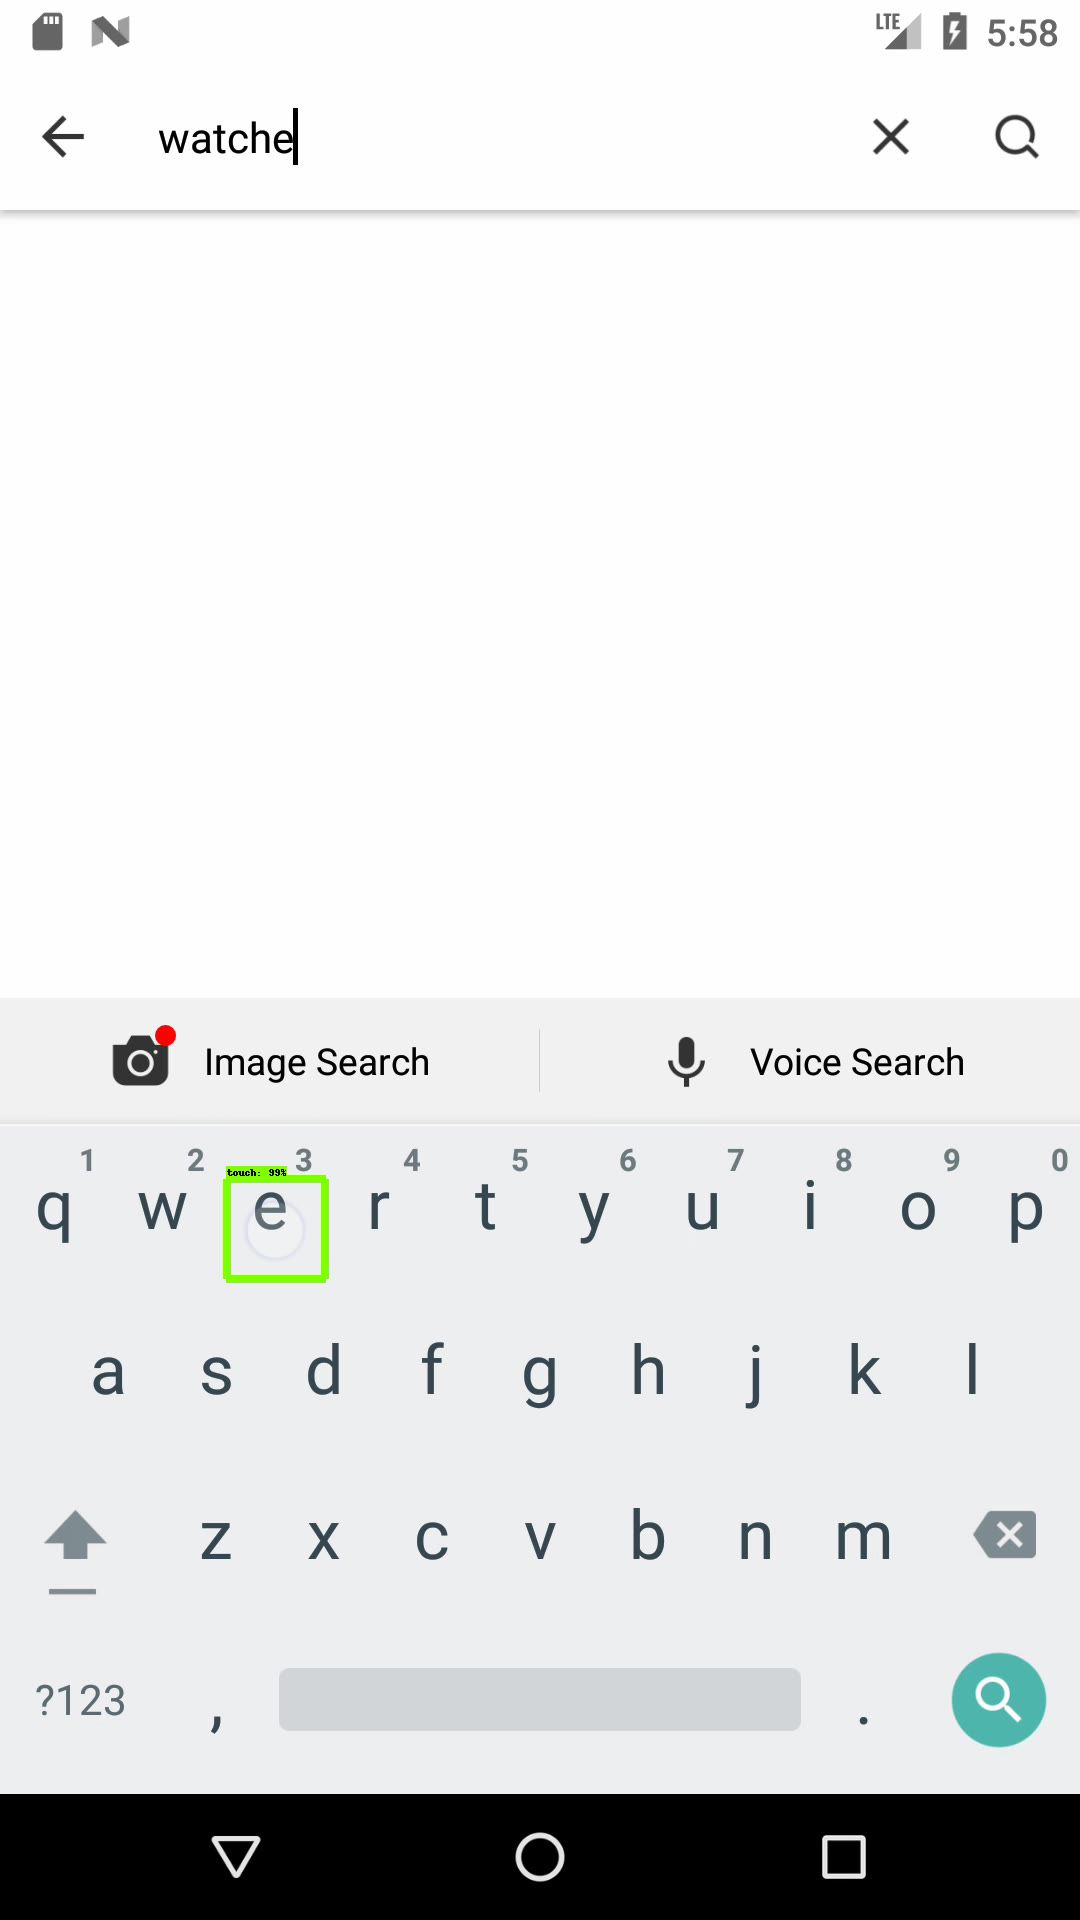 LTE 5:58
watche
Image Search Voice Search
1 2 3 4 5 6 7 8 9 0
touch: 99%
q w e r t y u i o p
a s d f g h j k l
z x c v b n m
?123 , .